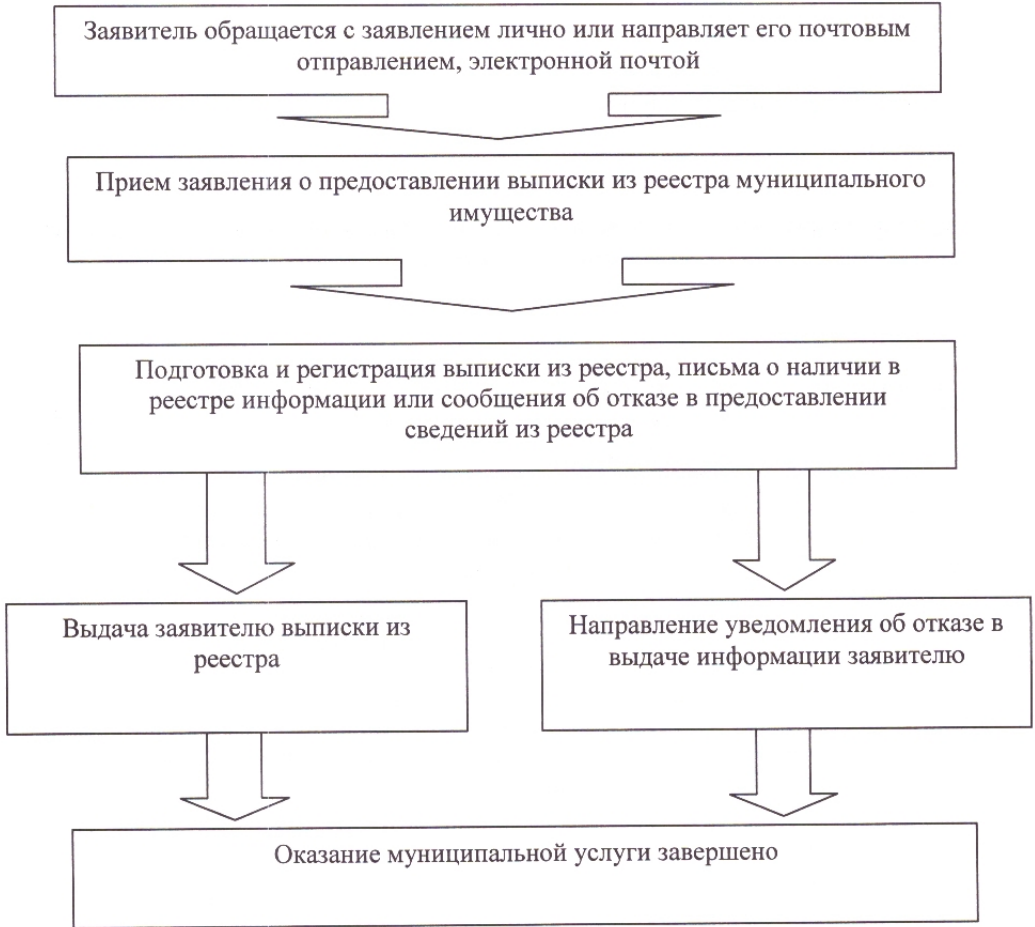 Заявитель обращается с заявлением лично или направляет его почтовым
отправлением, электронной почтой
Прием заявления о предоставлении выписки из реестра муниципального
имущества
Подготовка и регистрация выписки из реестра, письма о наличии в
реестре информации или сообщения об отказе в предоставлении
сведений из реестра
Выдача заявителю выписки из
реестра
Направление уведомления об отказе в
выдаче информации заявителю
Оказание муниципальной услуги завершено